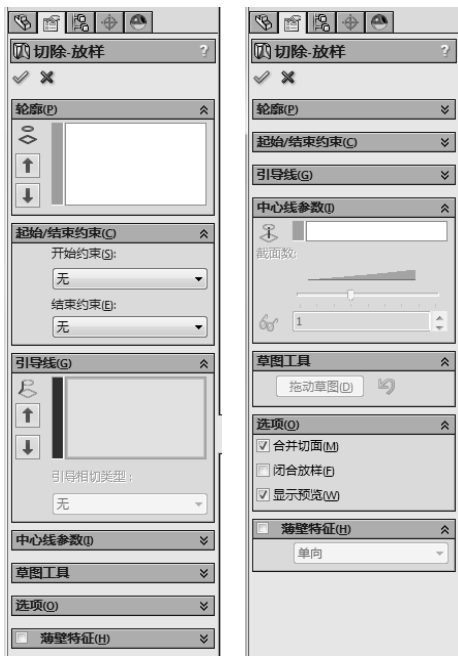 切除-放样 ?
轮廓(P)
起始/结束约束(C)
开始约束(S):
无
结束约束(E):
无
引导线(G)
引导相切类型:
无
中心线参数(I)
草图工具
选项(O)
薄壁特征(H)
切除-放样 ?
轮廓(P)
起始/结束约束(C)
引导线(G)
中心线参数(I)
截面数:
1
草图工具
拖动草图(D)
选项(O)
合并切面(M)
闭合放样(F)
显示预览(W)
薄壁特征(H)
单向